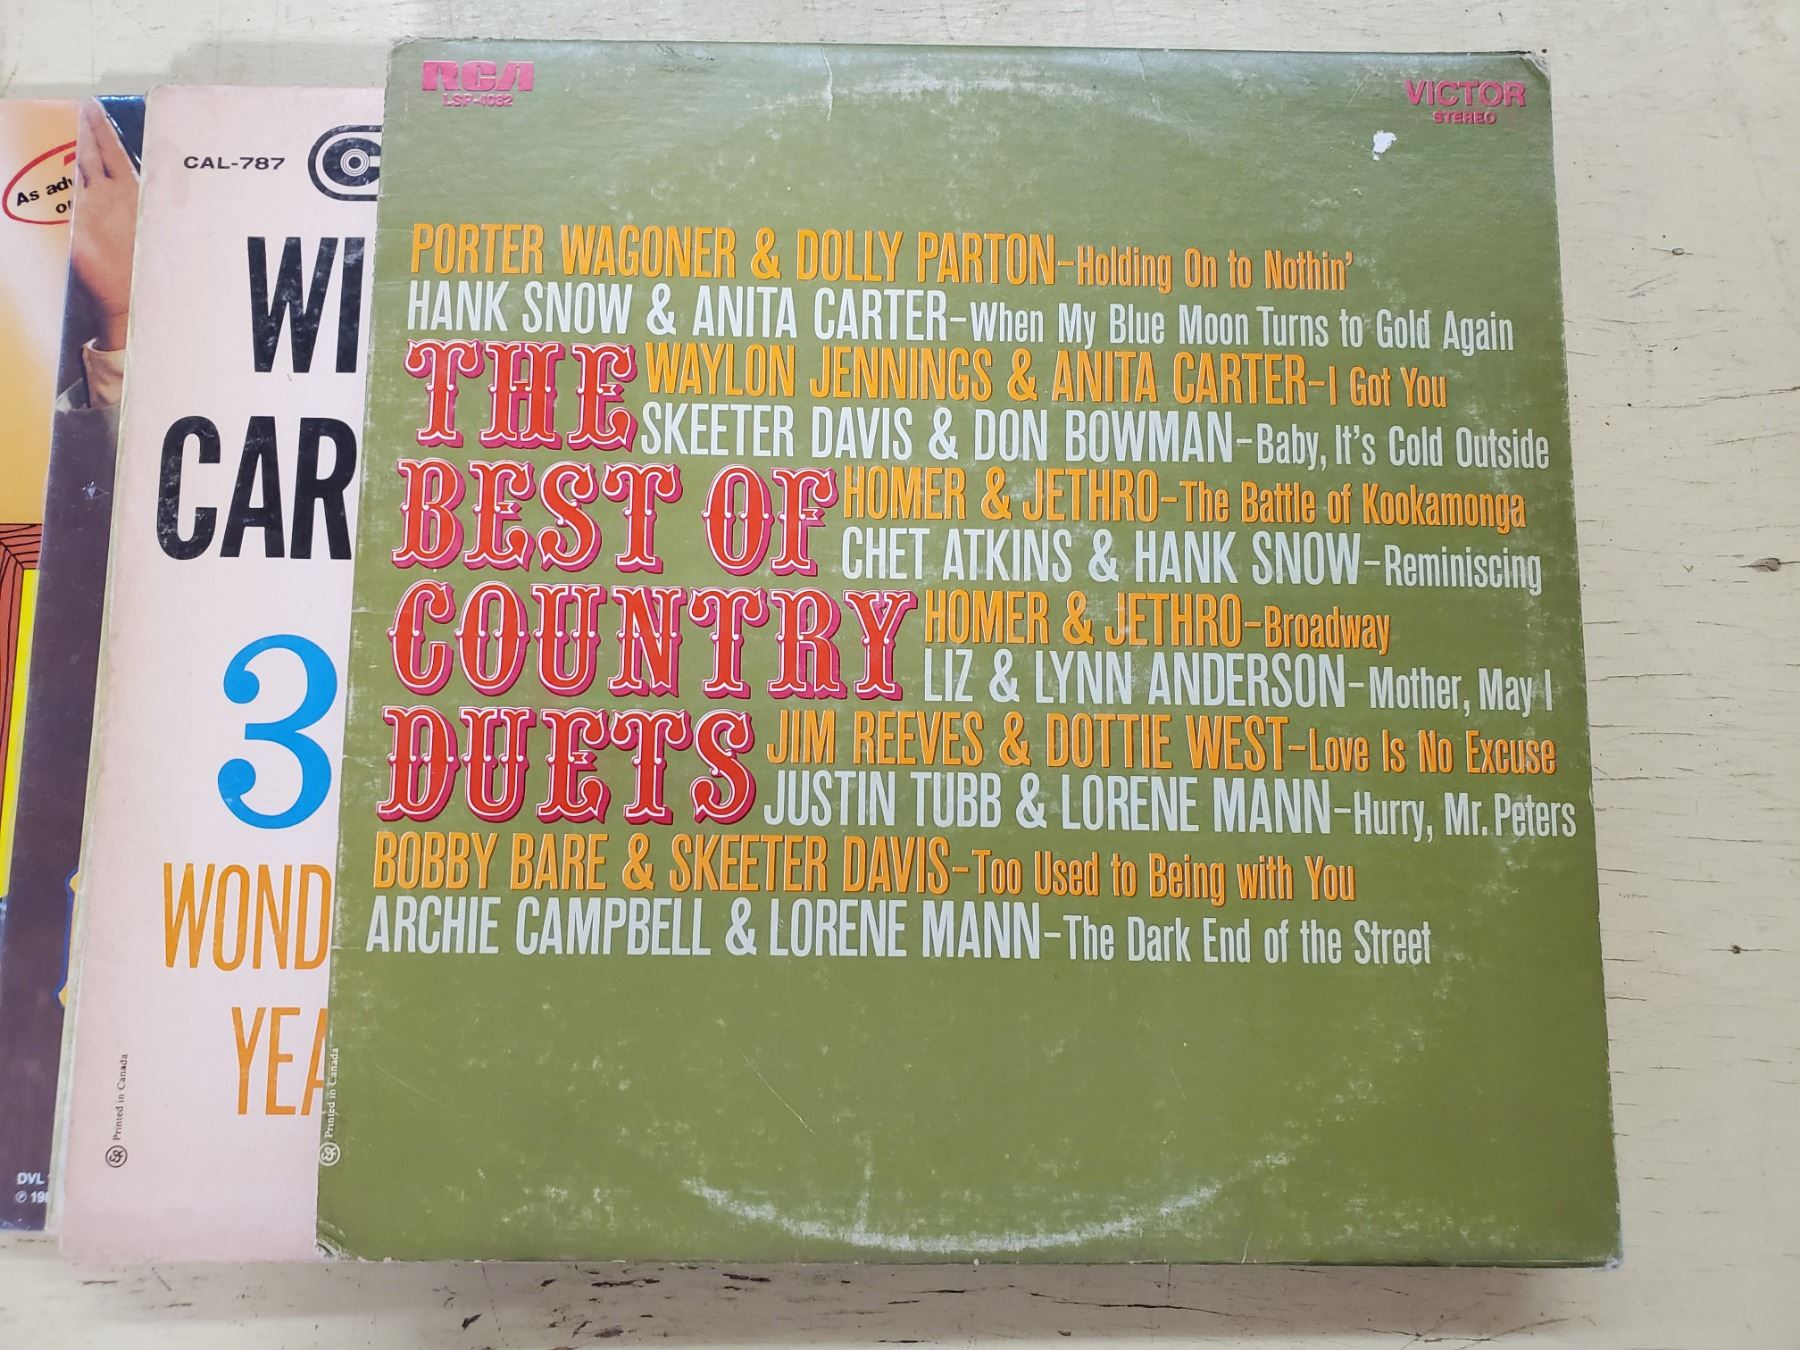 RCA
LSP-4082
VICTOR
STEREO
PORTER WAGONER & DOLLY PARTON-Holding On to Nothin'
HANK SNOW & ANITA CARTER-When My Blue Moon Turns to Gold Again
THE
WAYLON JENNINGS & ANITA CARTER-I Got You
SKEETER DAVIS & DON BOWMAN-Baby, It's Cold Outside
BEST OF
HOMER & JETHRO-The Battle of Kookamonga
CHET ATKINS & HANK SNOW-Reminiscing
COUNTRY
HOMER & JETHRO-Broadway
LIZ & LYNN ANDERSON-Mother, May I
DUETS
JIM REEVES & DOTTIE WEST-Love Is No Excuse
JUSTIN TUBB & LORENE MANN-Hurry, Mr. Peters
BOBBY BARE & SKEETER DAVIS-Too Used to Being with You
ARCHIE CAMPBELL & LORENE MANN-The Dark End of the Street
Printed in Canada
CAL-787
WI
CAR
3
WOND
YEA
Printed in Canada
As adv
DVL
℗ 19